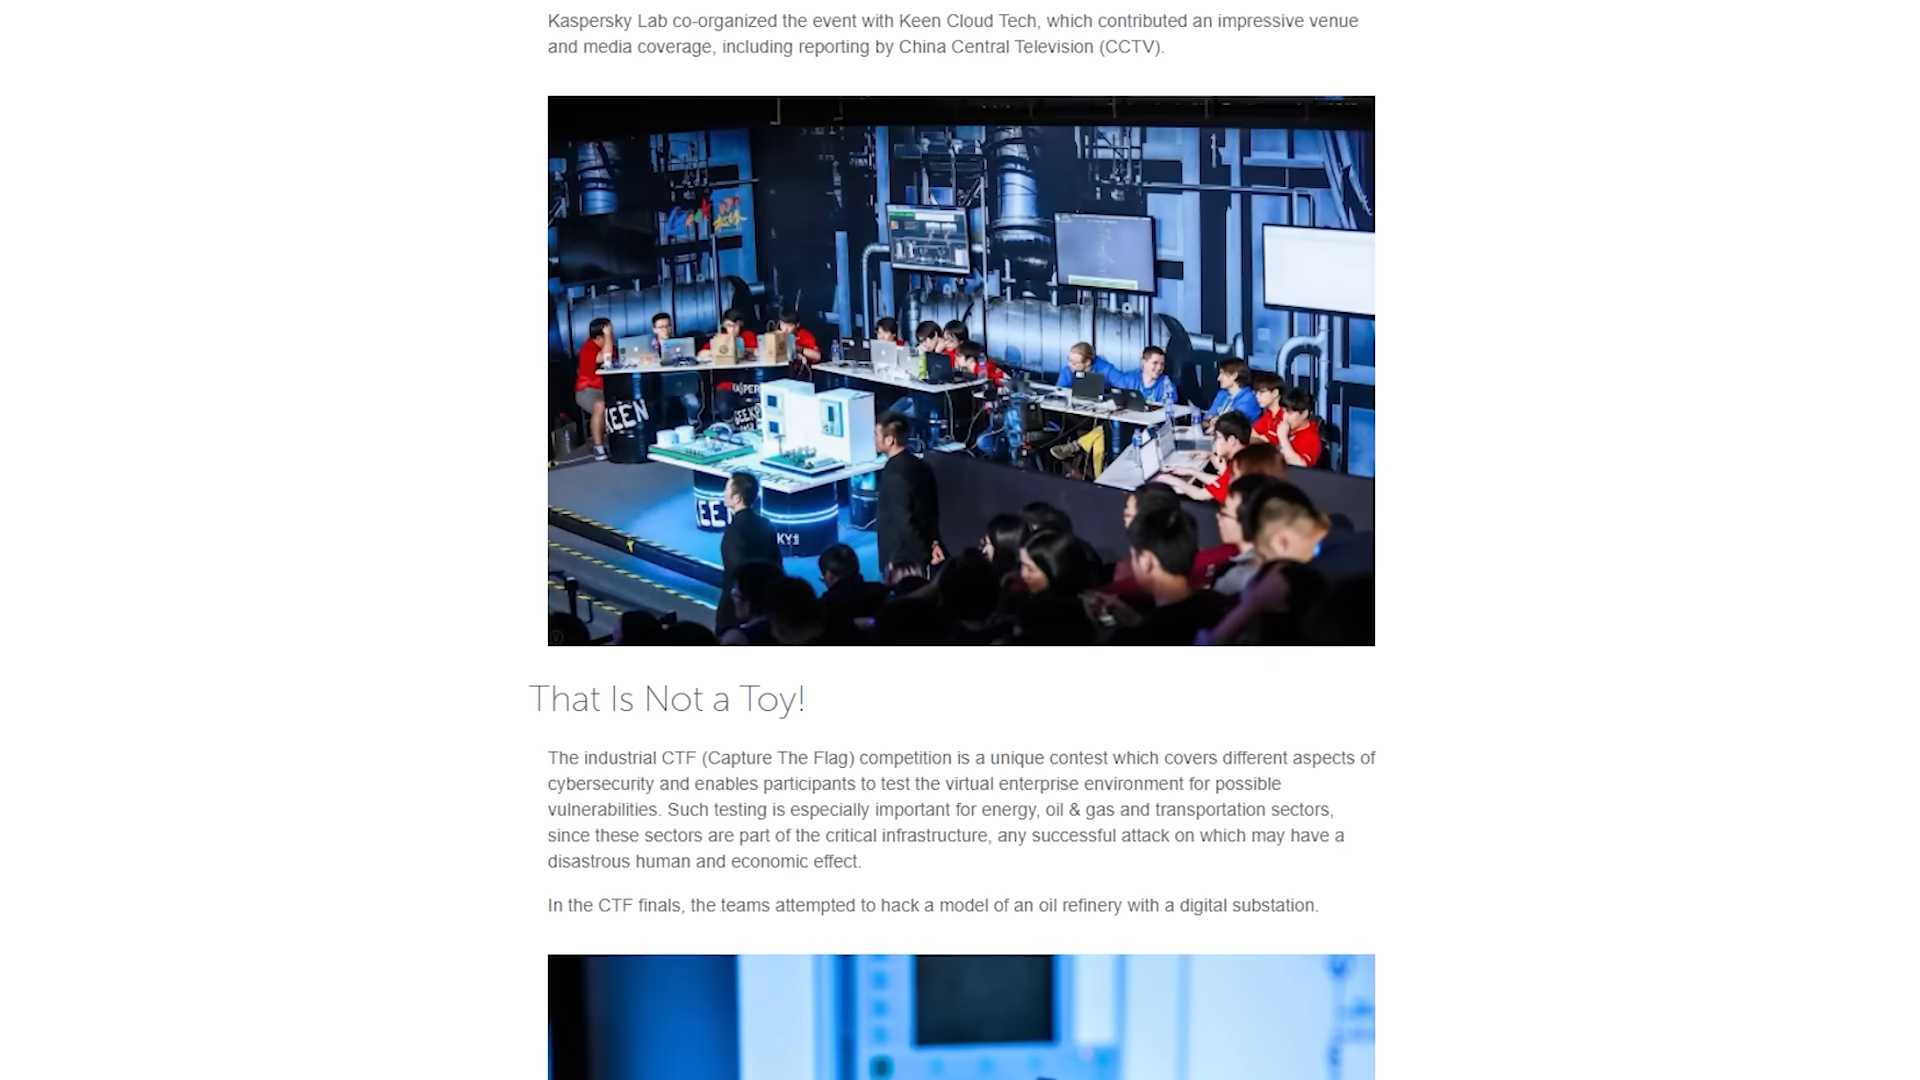 Kaspersky Lab co-organized the event with Keen Cloud Tech, which contributed an impressive venue
and media coverage, including reporting by China Central Television (CCTV).
KEEN
That Is Not a Toy!
The industrial CTF (Capture The Flag) competition is a unique contest which covers different aspects of
cybersecurity and enables participants to test the virtual enterprise environment for possible
vulnerabilities. Such testing is especially important for energy, oil & gas and transportation sectors,
since these sectors are part of the critical infrastructure, any successful attack on which may have a
disastrous human and economic effect.
In the CTF finals, the teams attempted to hack a model of an oil refinery with a digital substation.